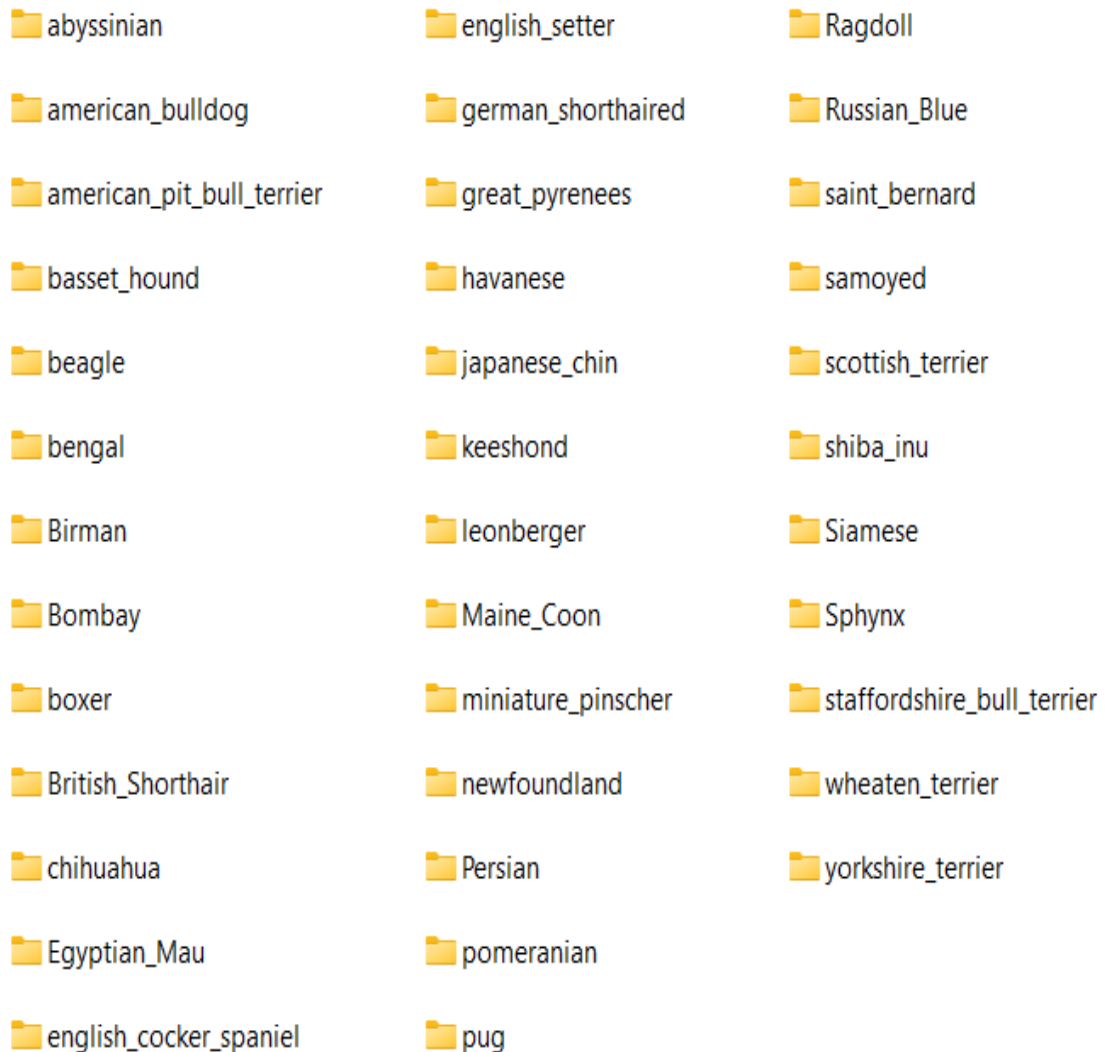 abyssinian
american_bulldog
american_pit_bull_terrier
basset_hound
beagle
bengal
Birman
Bombay
boxer
British_Shorthair
chihuahua
Egyptian_Mau
english_cocker_spaniel
english_setter
german_shorthaired
great_pyrenees
havanese
japanese_chin
keeshond
leonberger
Maine_Coon
miniature_pinscher
newfoundland
Persian
pomeranian
pug
Ragdoll
Russian_Blue
saint_bernard
samoyed
scottish_terrier
shiba_inu
Siamese
Sphynx
staffordshire_bull_terrier
wheaten_terrier
yorkshire_terrier